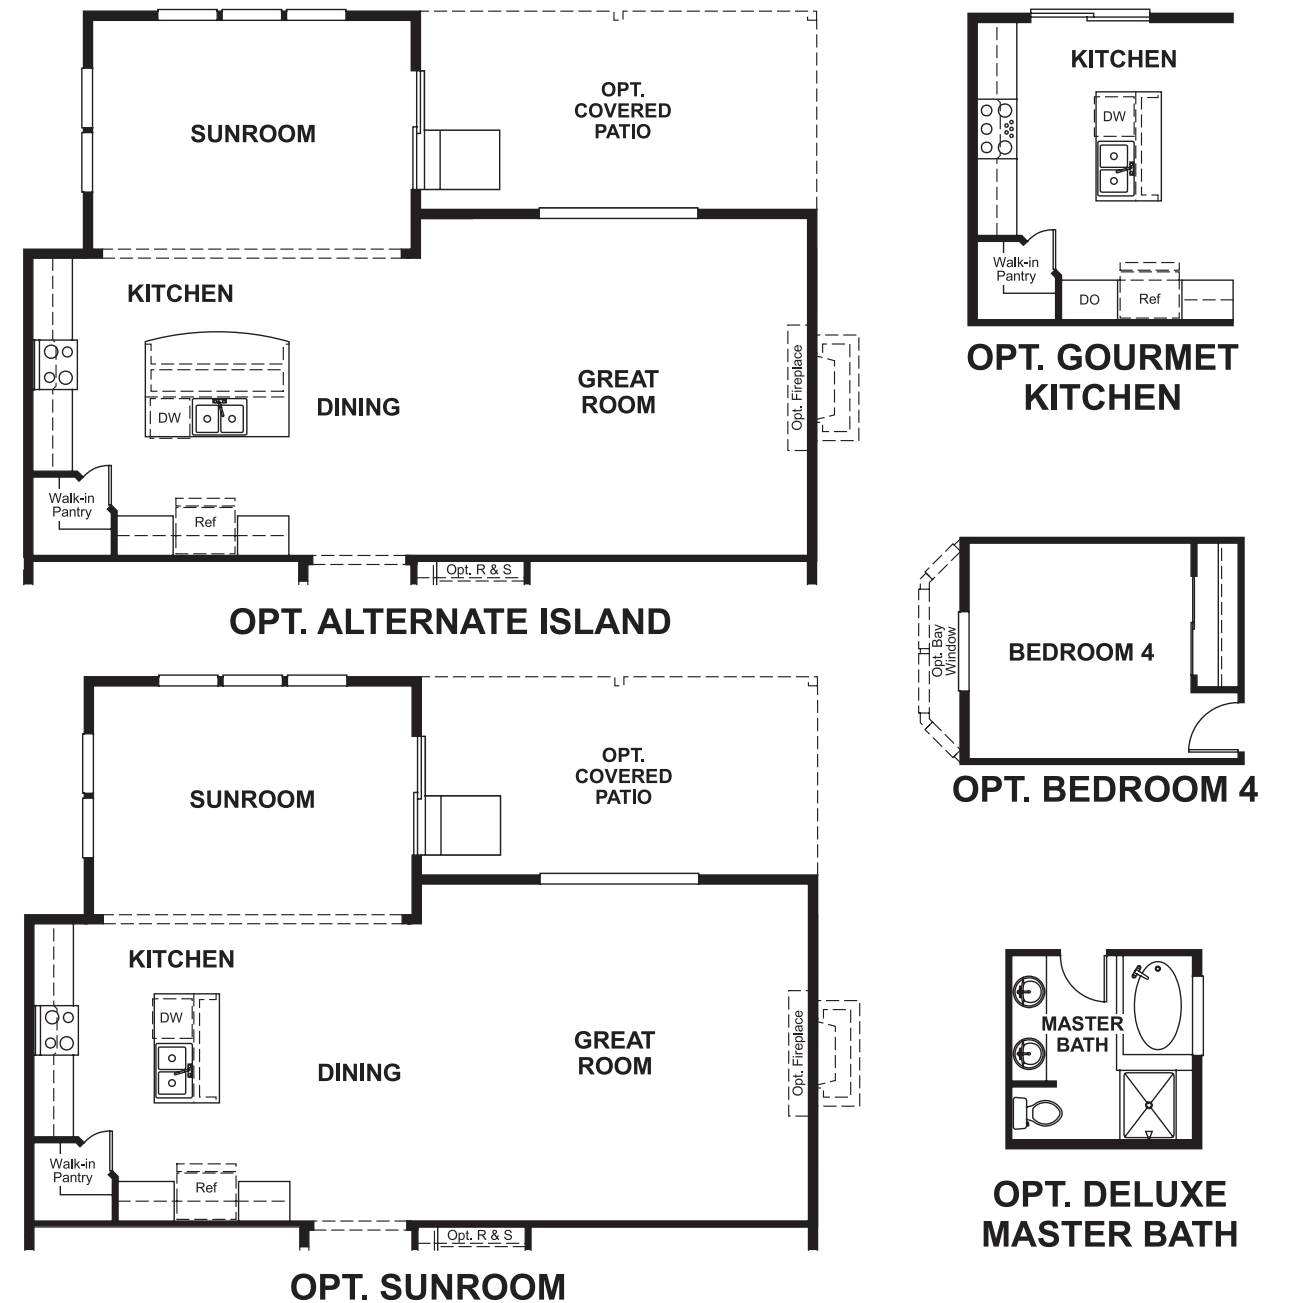 SUNROOM
OPT.
COVERED
PATIO
KITCHEN
DINING
GREAT
ROOM
DW
Opt. Fireplace
Walk-in
Pantry
Ref
Opt. R & S
OPT. ALTERNATE ISLAND
KITCHEN
DW
Walk-in
Pantry
DO
Ref
OPT. GOURMET
KITCHEN
BEDROOM 4
Opt. Bay
Window
OPT. BEDROOM 4
SUNROOM
OPT.
COVERED
PATIO
KITCHEN
DW
DINING
GREAT
ROOM
Opt. Fireplace
Walk-in
Pantry
Ref
Opt. R & S
OPT. SUNROOM
MASTER
BATH
OPT. DELUXE
MASTER BATH